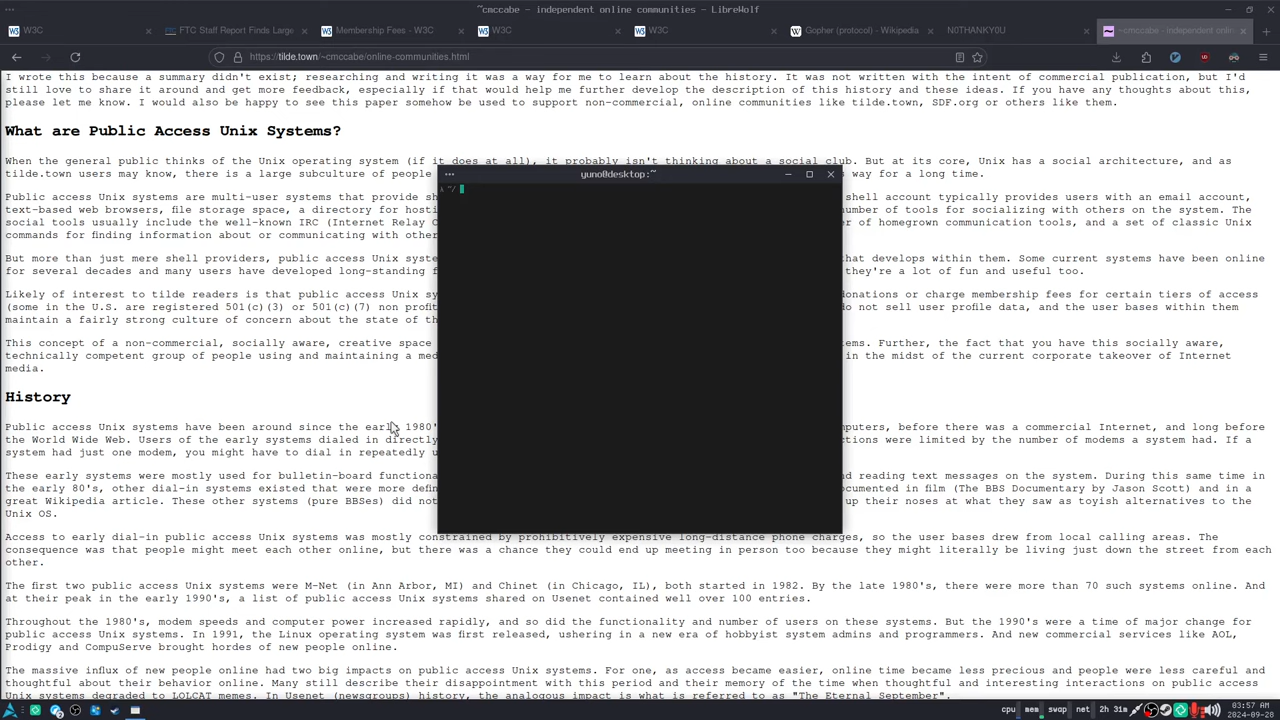 ~cmccabe - independent online communities - LibreWolf
W3C
FTC Staff Report Finds Large
Membership Fees - W3C
W3C
W3C
Gopher (protocol) - Wikipedia
N0THANKY0U
~cmccabe - independent onlin
https://tilde.town/~cmccabe/online-communities.html
I wrote this because a summary didn't exist; researching and writing it was a way for me to learn about the history. It was not written with the intent of commercial publication, but I'd
still love to share it around and get more feedback, especially if that would help me further develop the description of this history and these ideas. If you have any thoughts about this,
please let me know. I would also be happy to see this paper somehow be used to support non-commercial, online communities like tilde.town, SDF.org or others like them.
What are Public Access Unix Systems?
When the general public thinks of the Unix operating system (if it does at all), it probably isn't thinking about a social club. But at its core, Unix has a social architecture, and as
tilde.town users may know, there is a large subculture of people way for a long time.
yuno@desktop:~
λ ~/
Public access Unix systems are multi-user systems that provide sh shell account typically provides users with an email account,
text-based web browsers, file storage space, a directory for hosti number of tools for socializing with others on the system. The
social tools usually include the well-known IRC (Internet Relay C r of homegrown communication tools, and a set of classic Unix
commands for finding information about or communicating with other
But more than just mere shell providers, public access Unix syste that develops within them. Some current systems have been online
for several decades and many users have developed long-standing f they're a lot of fun and useful too.
Likely of interest to tilde readers is that public access Unix sy donations or charge membership fees for certain tiers of access
(some in the U.S. are registered 501(c)(3) or 501(c)(7) non profit do not sell user profile data, and the user bases within them
maintain a fairly strong culture of concern about the state of th
This concept of a non-commercial, socially aware, creative space ems. Further, the fact that you have this socially aware,
technically competent group of people using and maintaining a med in the midst of the current corporate takeover of Internet
media.
History
Public access Unix systems have been around since the early 1980' mputers, before there was a commercial Internet, and long before
the World Wide Web. Users of the early systems dialed in directly ctions were limited by the number of modems a system had. If a
system had just one modem, you might have to dial in repeatedly u
These early systems were mostly used for bulletin-board functiona and reading text messages on the system. During this same time in
the early 80's, other dial-in systems existed that were more defin ocumented in film (The BBS Documentary by Jason Scott) and in a
great Wikipedia article. These other systems (pure BBSes) did not up their noses at what they saw as toyish alternatives to the
Unix OS.
Access to early dial-in public access Unix systems was mostly constrained by prohibitively expensive long-distance phone charges, so the user bases drew from local calling areas. The
consequence was that people might meet each other online, but there was a chance they could end up meeting in person too because they might literally be living just down the street from each
other.
The first two public access Unix systems were M-Net (in Ann Arbor, MI) and Chinet (in Chicago, IL), both started in 1982. By the late 1980's, there were more than 70 such systems online. And
at their peak in the early 1990's, a list of public access Unix systems shared on Usenet contained well over 100 entries.
Throughout the 1980's, modem speeds and computer power increased rapidly, and so did the functionality and number of users on these systems. But the 1990's were a time of major change for
public access Unix systems. In 1991, the Linux operating system was first released, ushering in a new era of hobbyist system admins and programmers. And new commercial services like AOL,
Prodigy and CompuServe brought hordes of new people online.
The massive influx of new people online had two big impacts on public access Unix systems. For one, as access became easier, online time became less precious and people were less careful and
thoughtful about their behavior online. Many still describe their disappointment with this period and their memory of the time when thoughtful and interesting interactions on public access
Unix systems degraded to LOLCAT memes. In Usenet (newsgroups) history, the analogous impact is what is referred to as "The Eternal September".
cpu mem swap net 2h 31m
03:57 AM
2024-09-28